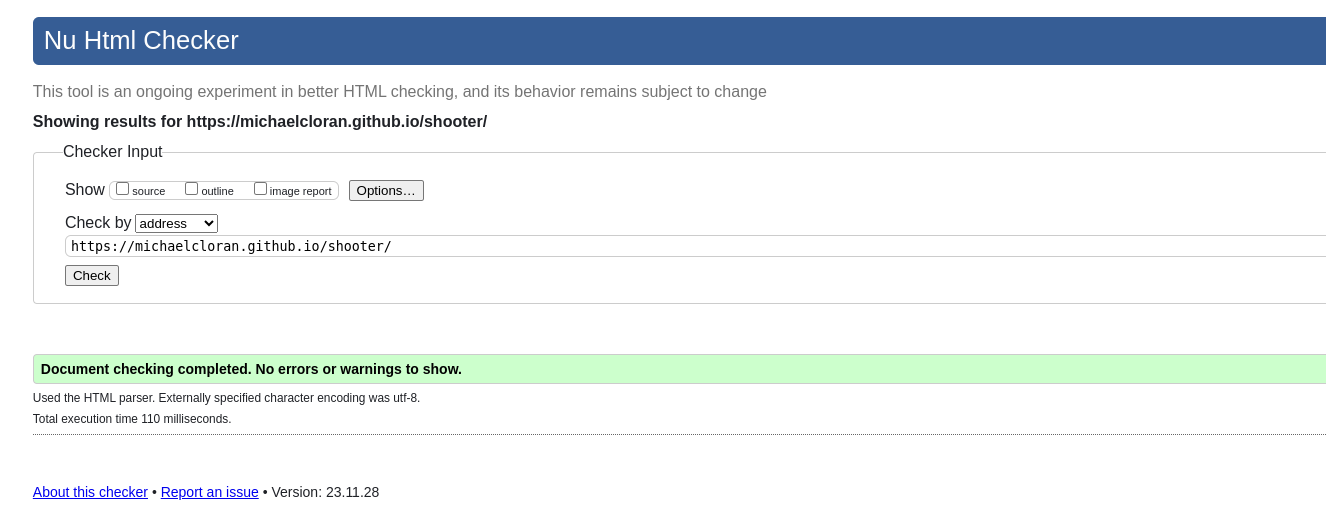 Nu Html Checker
This tool is an ongoing experiment in better HTML checking, and its behavior remains subject to change
Showing results for https://michaelcloran.github.io/shooter/
Checker Input
Show source outline image report Options…
Check by address
https://michaelcloran.github.io/shooter/
Check
Document checking completed. No errors or warnings to show.
Used the HTML parser. Externally specified character encoding was utf-8.
Total execution time 110 milliseconds.
About this checker • Report an issue • Version: 23.11.28